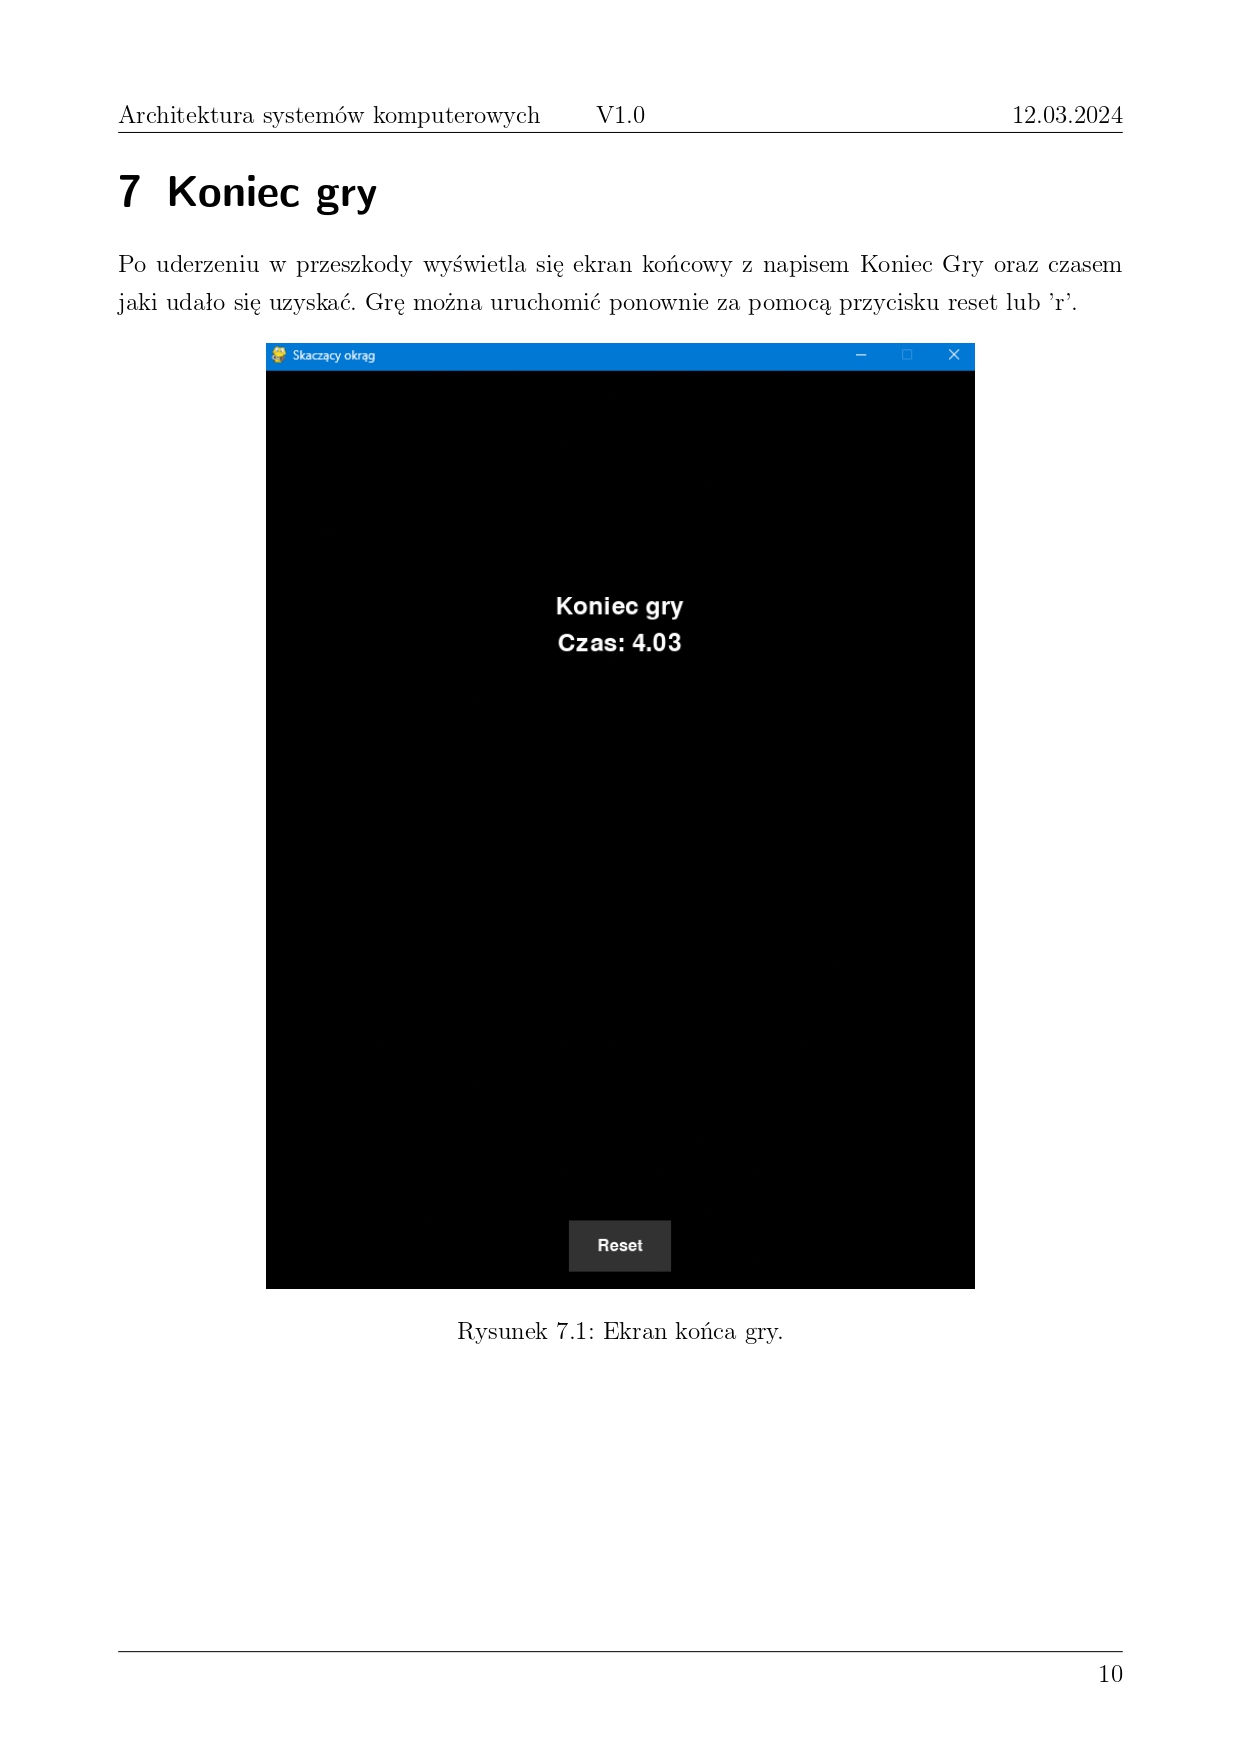 Architektura systemów komputerowych V1.0 12.03.2024
7 Koniec gry
Po uderzeniu w przeszkody wyświetla się ekran końcowy z napisem Koniec Gry oraz czasem
jaki udało się uzyskać. Grę można uruchomić ponownie za pomocą przycisku reset lub ’r’.
Skaczący okrąg
Koniec gry
Czas: 4.03
Reset
Rysunek 7.1: Ekran końca gry.
10